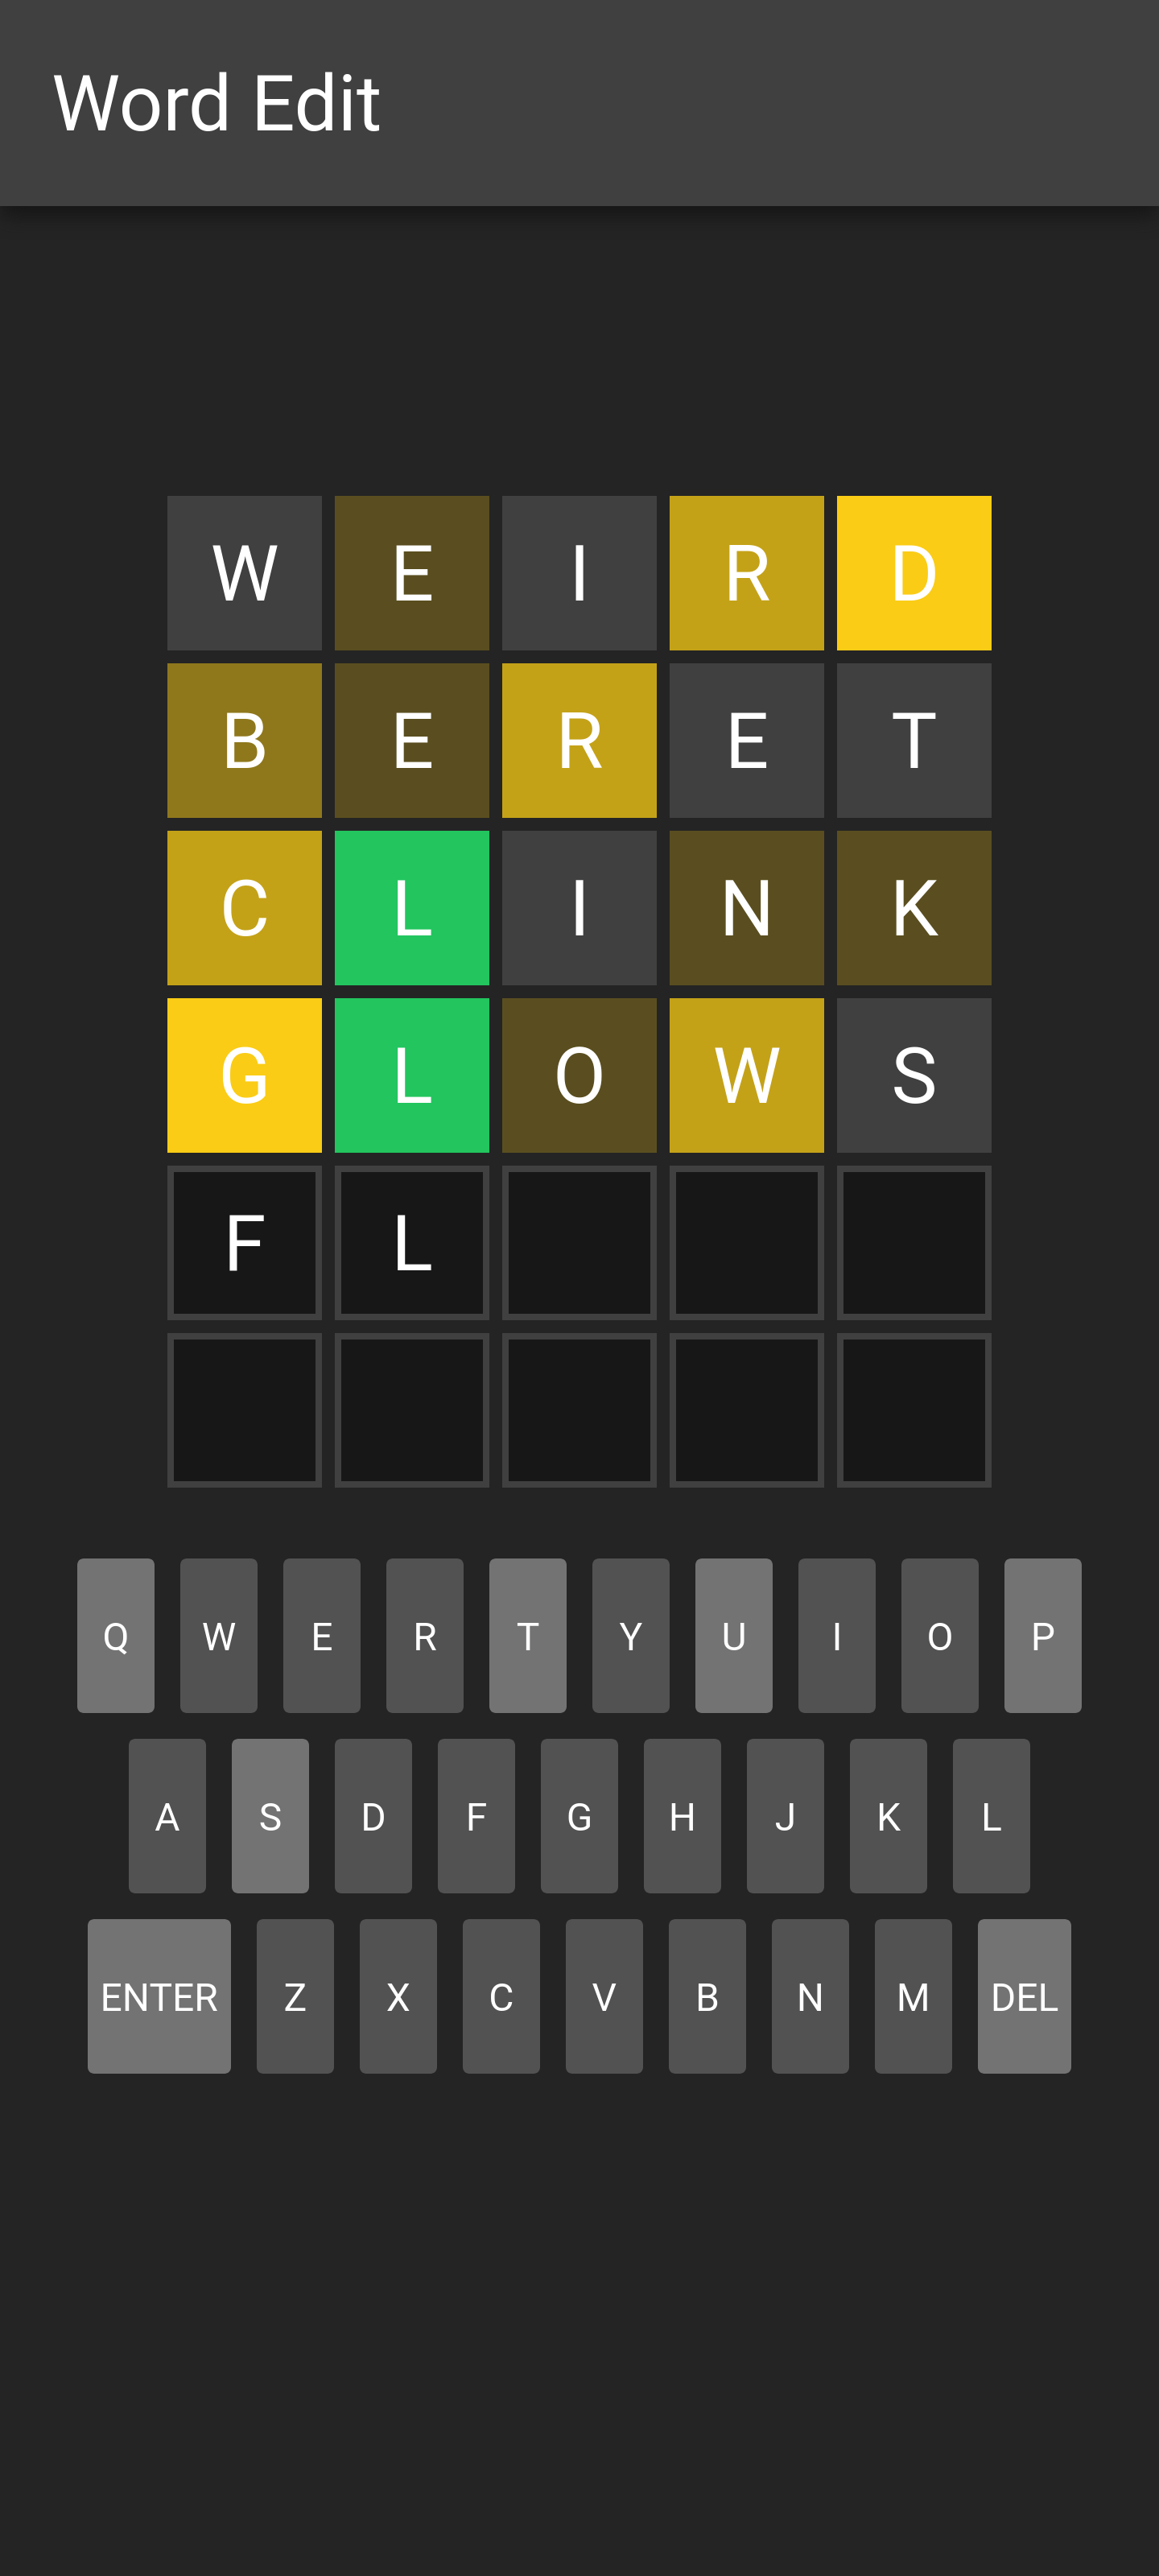 Word Edit
W E I R D
B E R E T
C L I N K
G L O W S
F L
Q W E R T Y U I O P
A S D F G H J K L
ENTER Z X C V B N M DEL